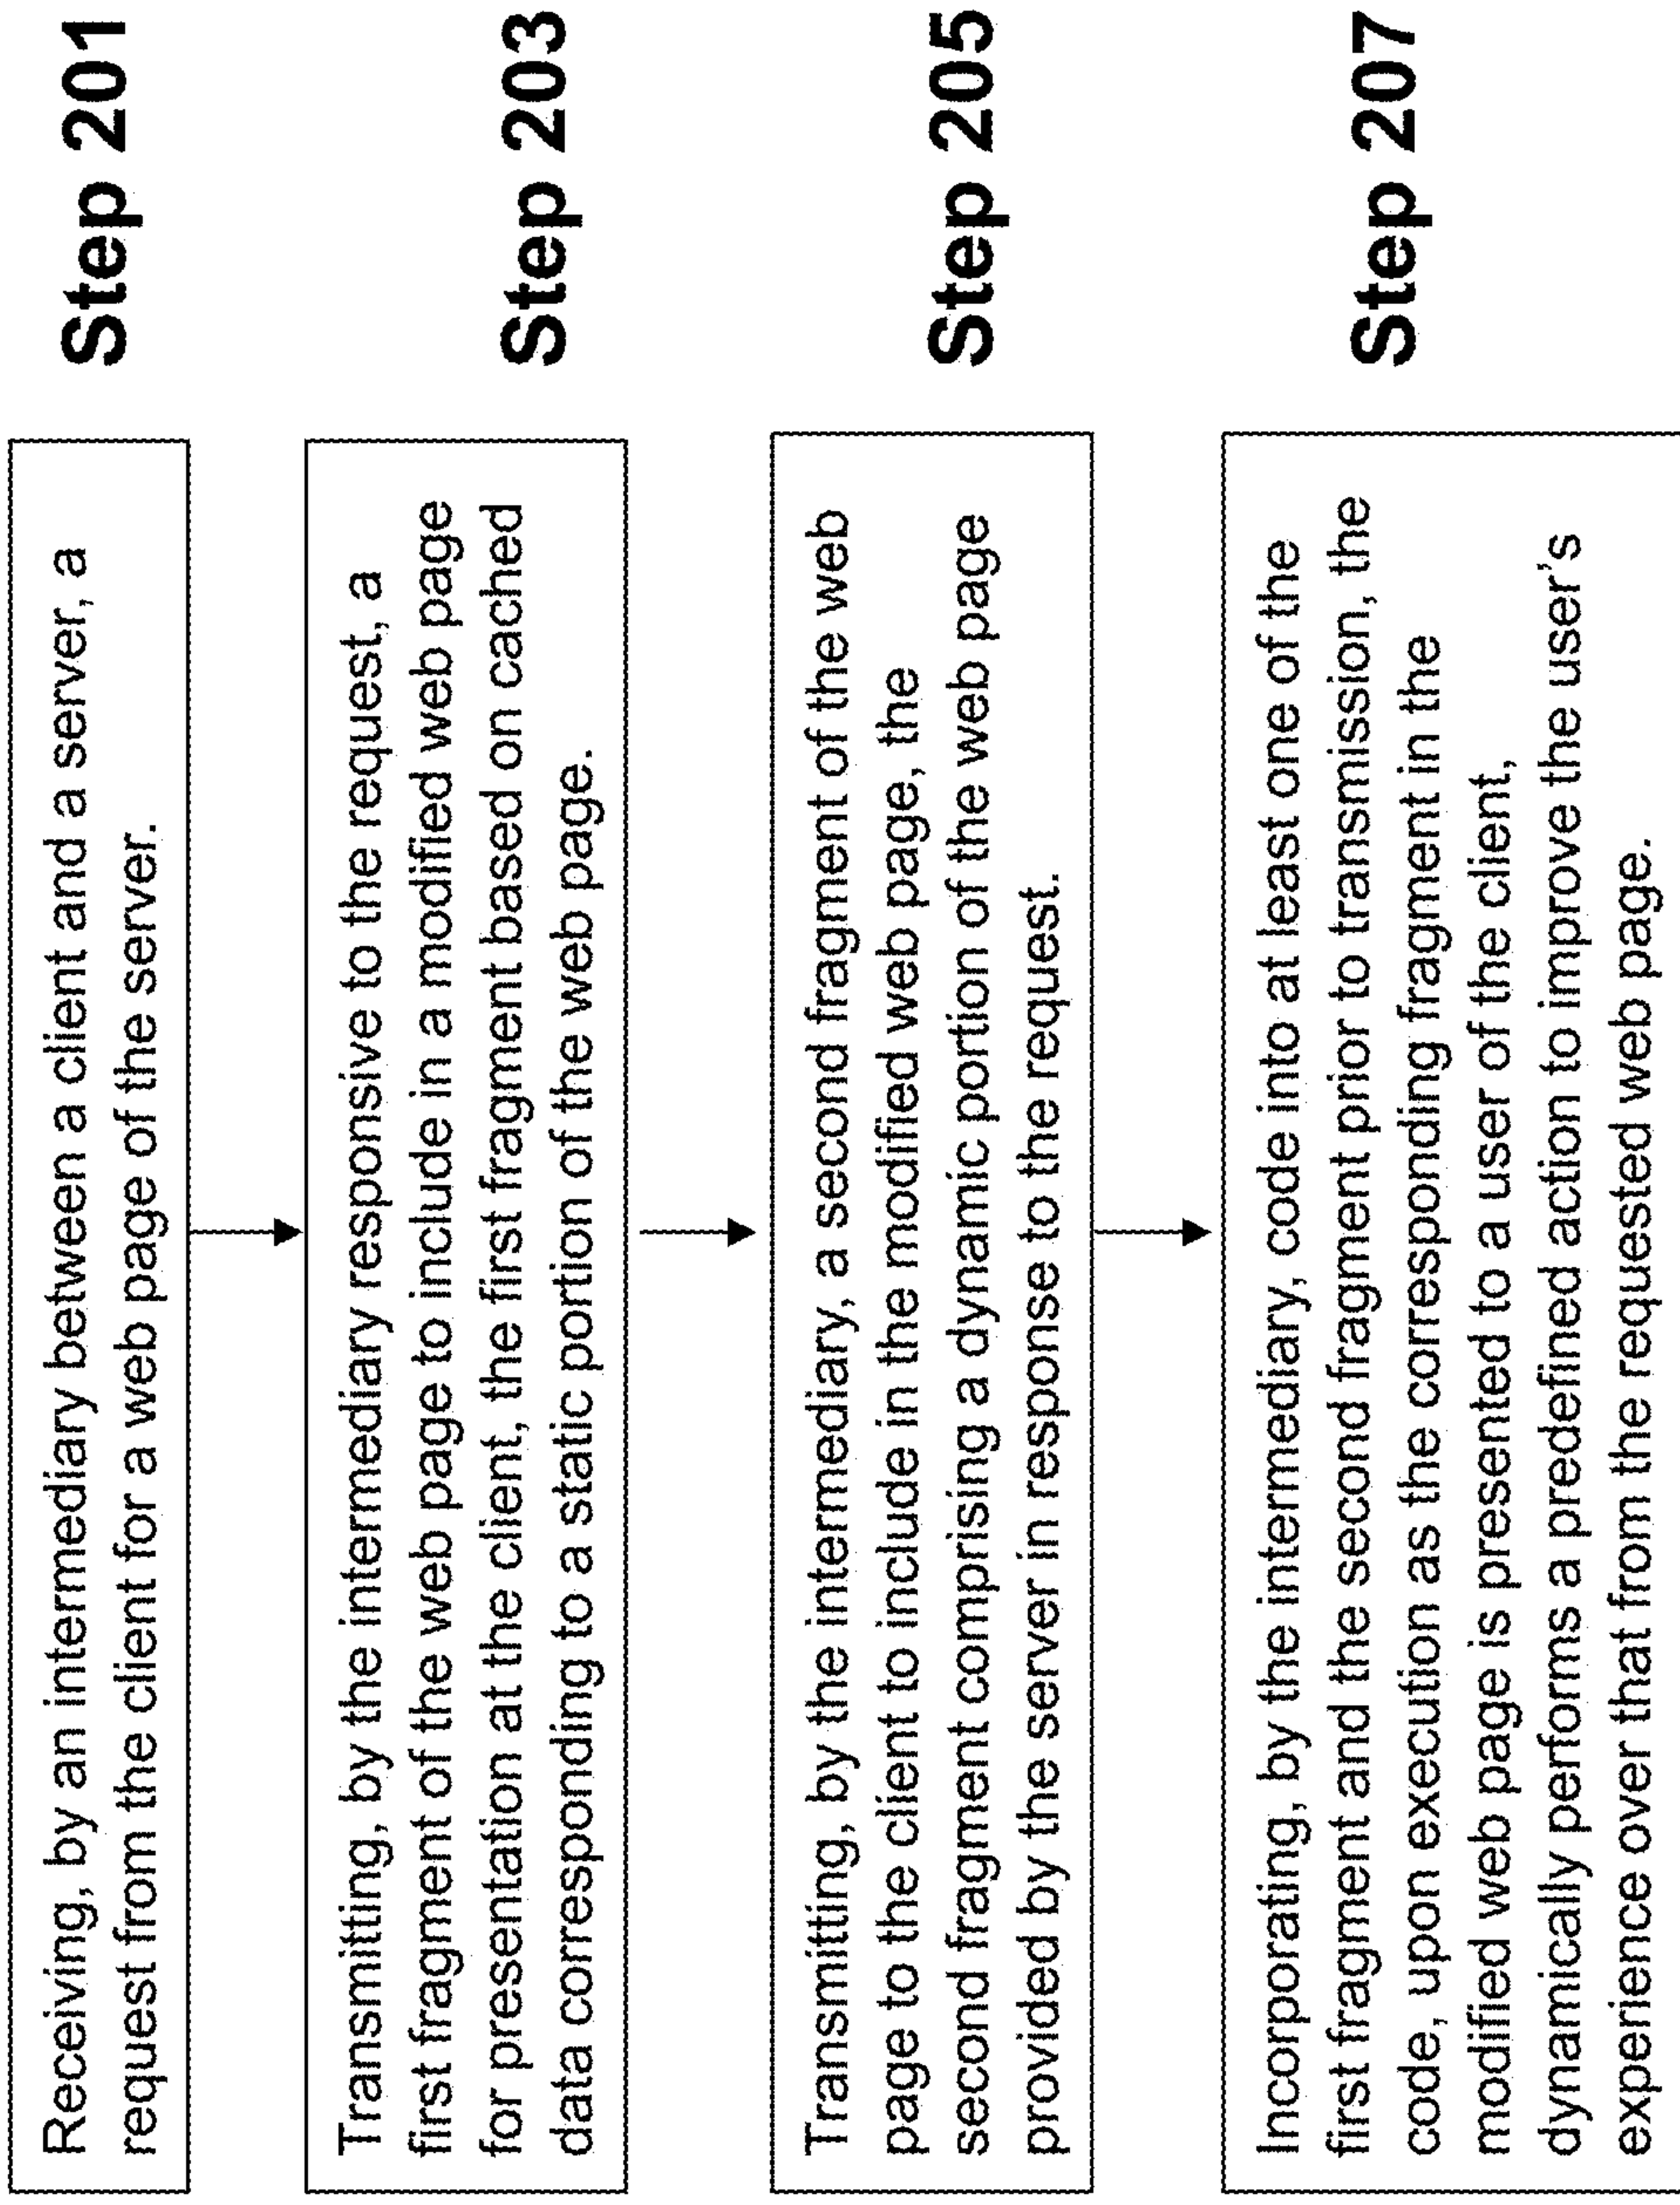 Receiving, by an intermediary between a client and a server, a
request from the client for a web page of the server.
Step 201
Transmitting, by the intermediary responsive to the request, a
first fragment of the web page to include in a modified web page
for presentation at the client, the first fragment based on cached
data corresponding to a static portion of the web page.
Step 203
Transmitting, by the intermediary, a second fragment of the web
page to the client to include in the modified web page, the
second fragment comprising a dynamic portion of the web page
provided by the server in response to the request.
Step 205
Incorporating, by the intermediary, code into at least one of the
first fragment and the second fragment prior to transmission, the
code, upon execution as the corresponding fragment in the
modified web page is presented to a user of the client,
dynamically performs a predefined action to improve the user's
experience over that from the requested web page.
Step 207